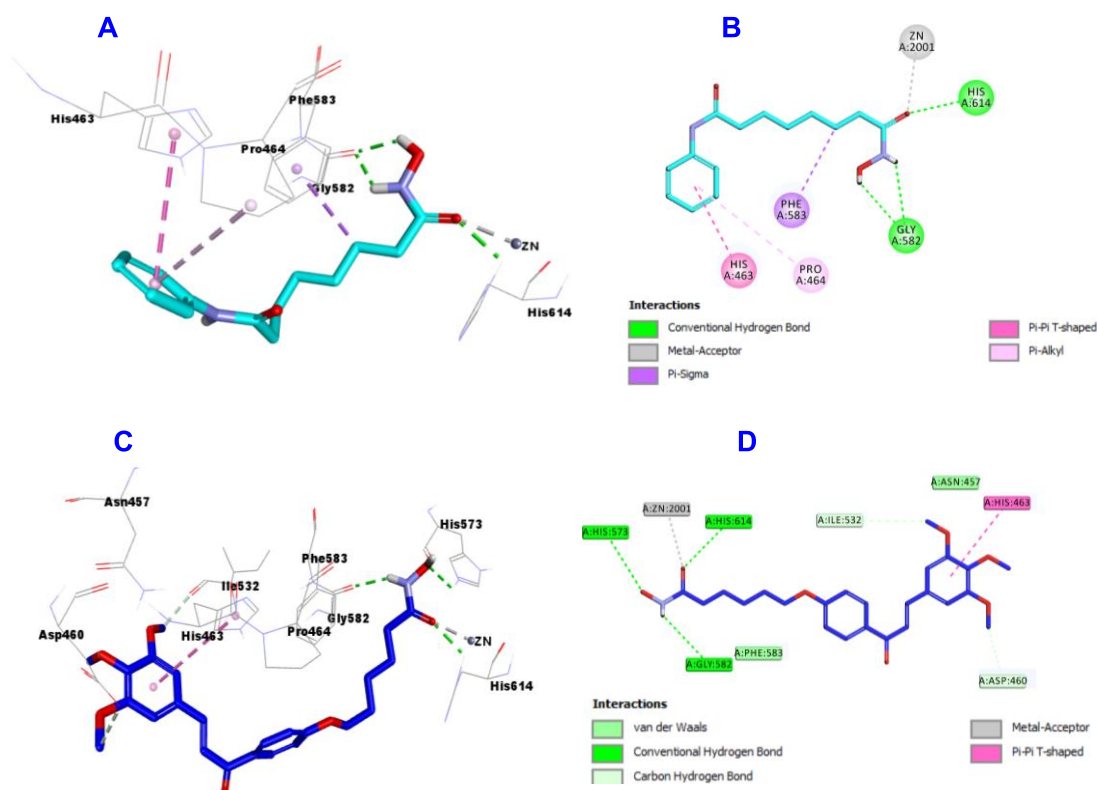 A
His463
Phe583
Pro464
Gly582
ZN
His614
B
ZN
A:2001
HIS
A:614
PHE
A:583
GLY
A:582
HIS
A:463
PRO
A:464
Interactions
Conventional Hydrogen Bond
Metal-Acceptor
Pi-Sigma
Pi-Pi T-shaped
Pi-Alkyl
C
Asn457
His573
Phe583
Ile532
Gly582
His463
Pro464
Asp460
ZN
His614
D
A:ASN:457
A:HIS:463
A:ZN:2001
A:HIS:614
A:ILE:532
A:HIS:573
A:PHE:583
A:GLY:582
A:ASP:460
Interactions
van der Waals
Conventional Hydrogen Bond
Carbon Hydrogen Bond
Metal-Acceptor
Pi-Pi T-shaped